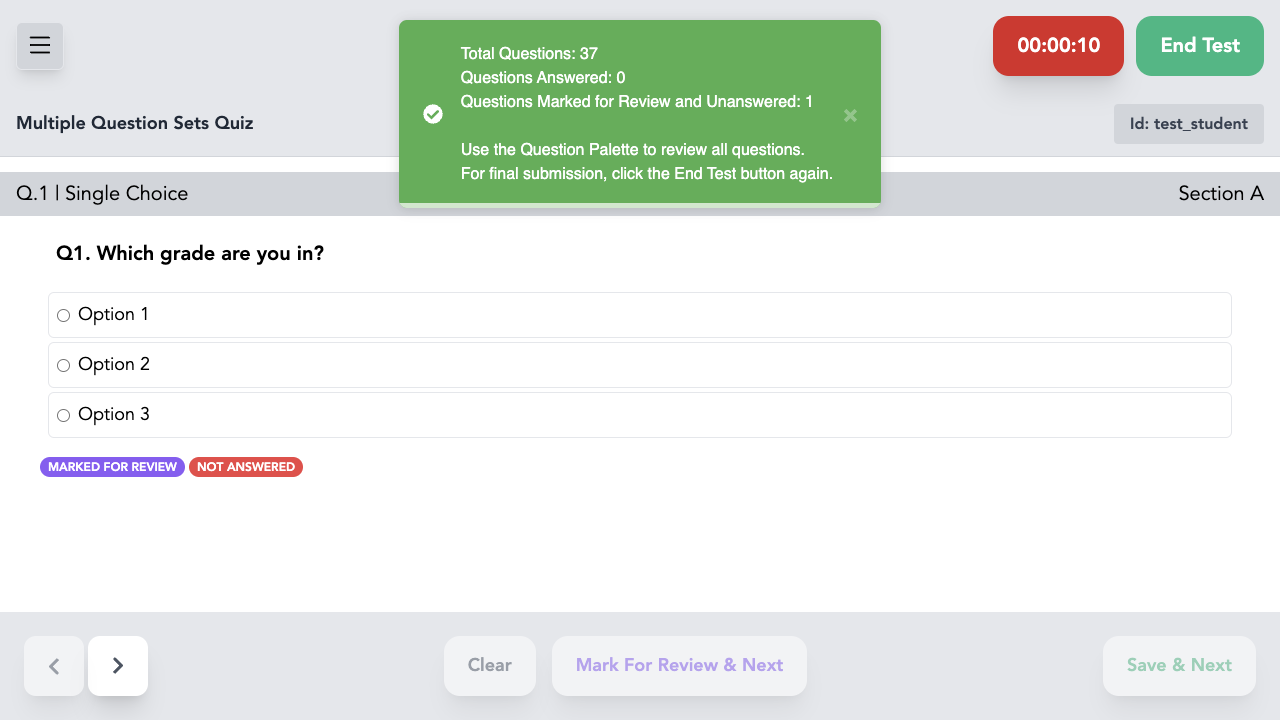 Total Questions: 37
Questions Answered: 0
Questions Marked for Review and Unanswered: 1
Use the Question Palette to review all questions.
For final submission, click the End Test button again.
00:00:10
End Test
Multiple Question Sets Quiz
Id: test_student
Q.1 | Single Choice
Section A
Q1. Which grade are you in?
Option 1
Option 2
Option 3
MARKED FOR REVIEW
NOT ANSWERED
Clear
Mark For Review & Next
Save & Next